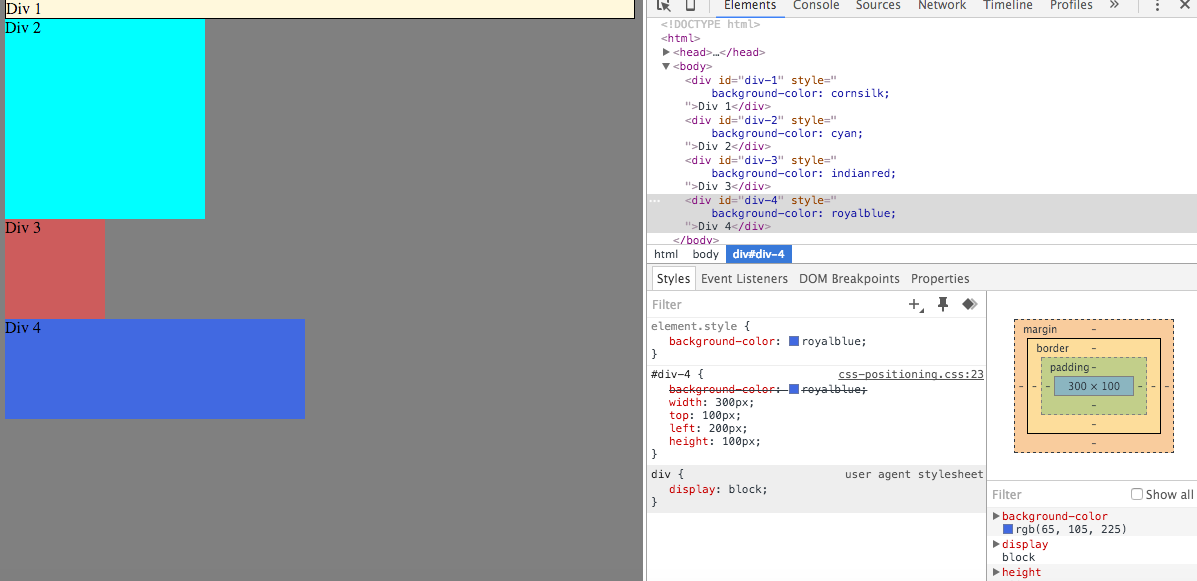 Div 1
Div 2
Div 3
Div 4
Elements Console Sources Network Timeline Profiles »
<!DOCTYPE html>
<html>
▶<head>…</head>
▼<body>
<div id="div-1" style="
background-color: cornsilk;
">Div 1</div>
<div id="div-2" style="
background-color: cyan;
">Div 2</div>
<div id="div-3" style="
background-color: indianred;
">Div 3</div>
<div id="div-4" style="
background-color: royalblue;
">Div 4</div>
</body>
html body div#div-4
Styles Event Listeners DOM Breakpoints Properties
Filter
element.style {
background-color: royalblue;
}
#div-4 { css-positioning.css:23
background-color: royalblue;
width: 300px;
top: 100px;
left: 200px;
height: 100px;
}
div { user agent stylesheet
display: block;
}
margin -
border -
padding -
- - - 300 × 100 - - -
-
-
-
Filter Show all
▶background-color
rgb(65, 105, 225)
▶display
block
▶height